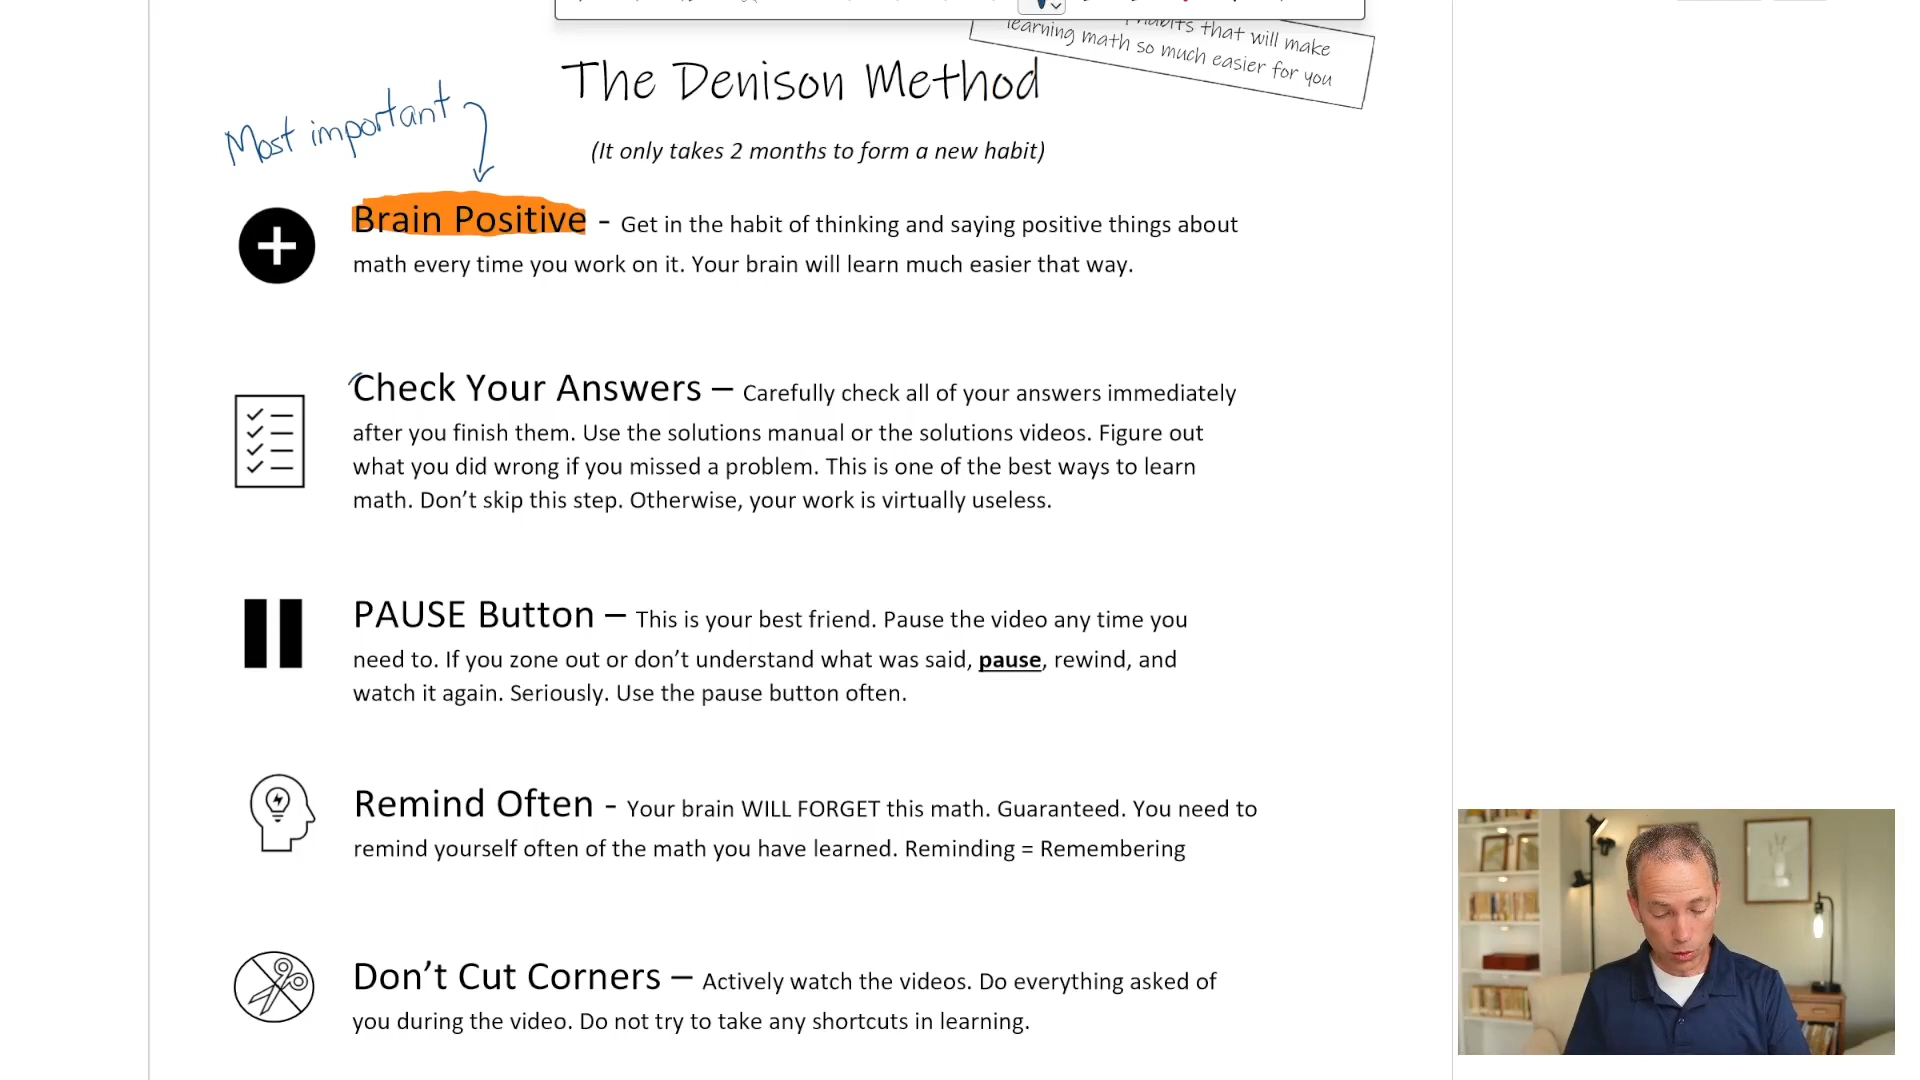 habits that will make
learning math so much easier for you
The Denison Method
Most important
(It only takes 2 months to form a new habit)
Brain Positive - Get in the habit of thinking and saying positive things about
math every time you work on it. Your brain will learn much easier that way.
Check Your Answers – Carefully check all of your answers immediately
after you finish them. Use the solutions manual or the solutions videos. Figure out
what you did wrong if you missed a problem. This is one of the best ways to learn
math. Don’t skip this step. Otherwise, your work is virtually useless.
PAUSE Button – This is your best friend. Pause the video any time you
need to. If you zone out or don’t understand what was said, pause, rewind, and
watch it again. Seriously. Use the pause button often.
Remind Often - Your brain WILL FORGET this math. Guaranteed. You need to
remind yourself often of the math you have learned. Reminding = Remembering
Don’t Cut Corners – Actively watch the videos. Do everything asked of
you during the video. Do not try to take any shortcuts in learning.